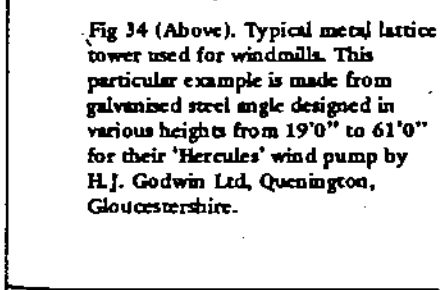 Fig 34 (Above). Typical metal lattice
tower used for windmills. This
particular example is made from
galvanised steel angle designed in
various heights from 19'0" to 61'0"
for their 'Hercules' wind pump by
H.J. Godwin Ltd, Quenington,
Gloucestershire.